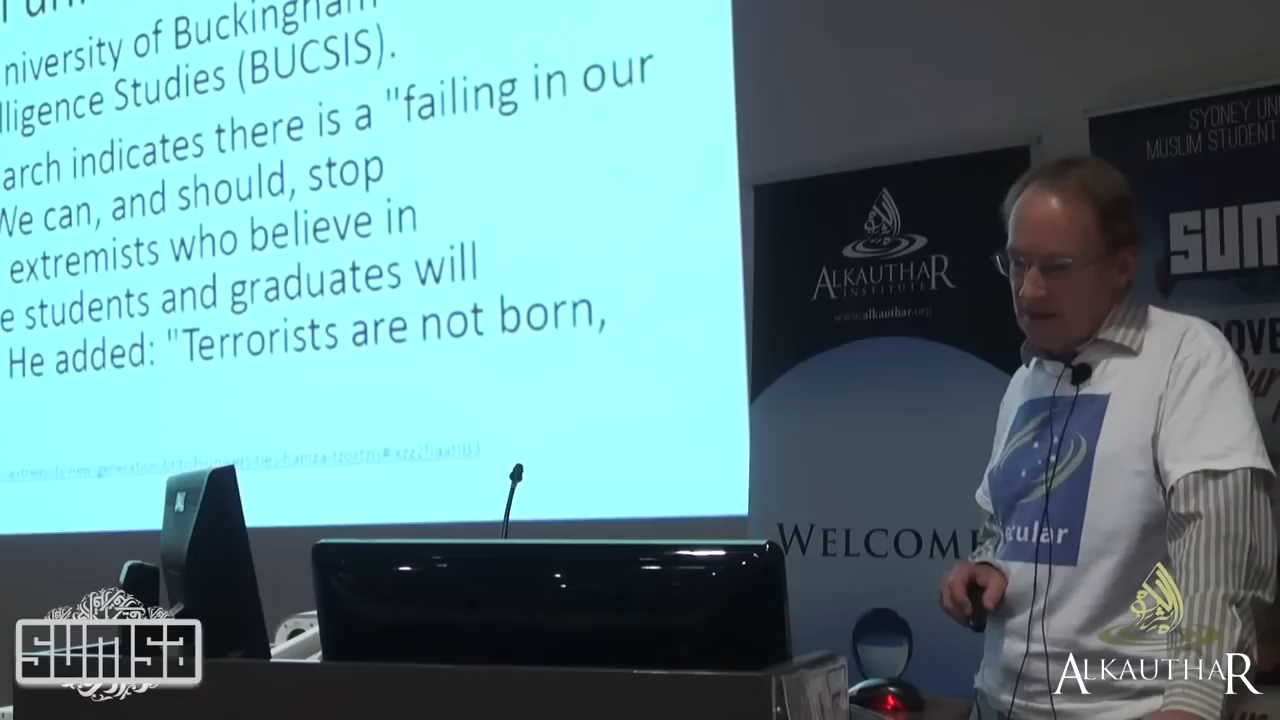 niversity of Buckingham
lligence Studies (BUCSIS).
arch indicates there is a "failing in our
We can, and should, stop
extremists who believe in
e students and graduates will
He added: "Terrorists are not born,
ALKAUTHAR
INSTITUTE
www.alkauthar.org
WELCOME
SYDNEY UN
MUSLIM STUDENT
SUM
OVE
cular
sumsa
ALKAUTHAR